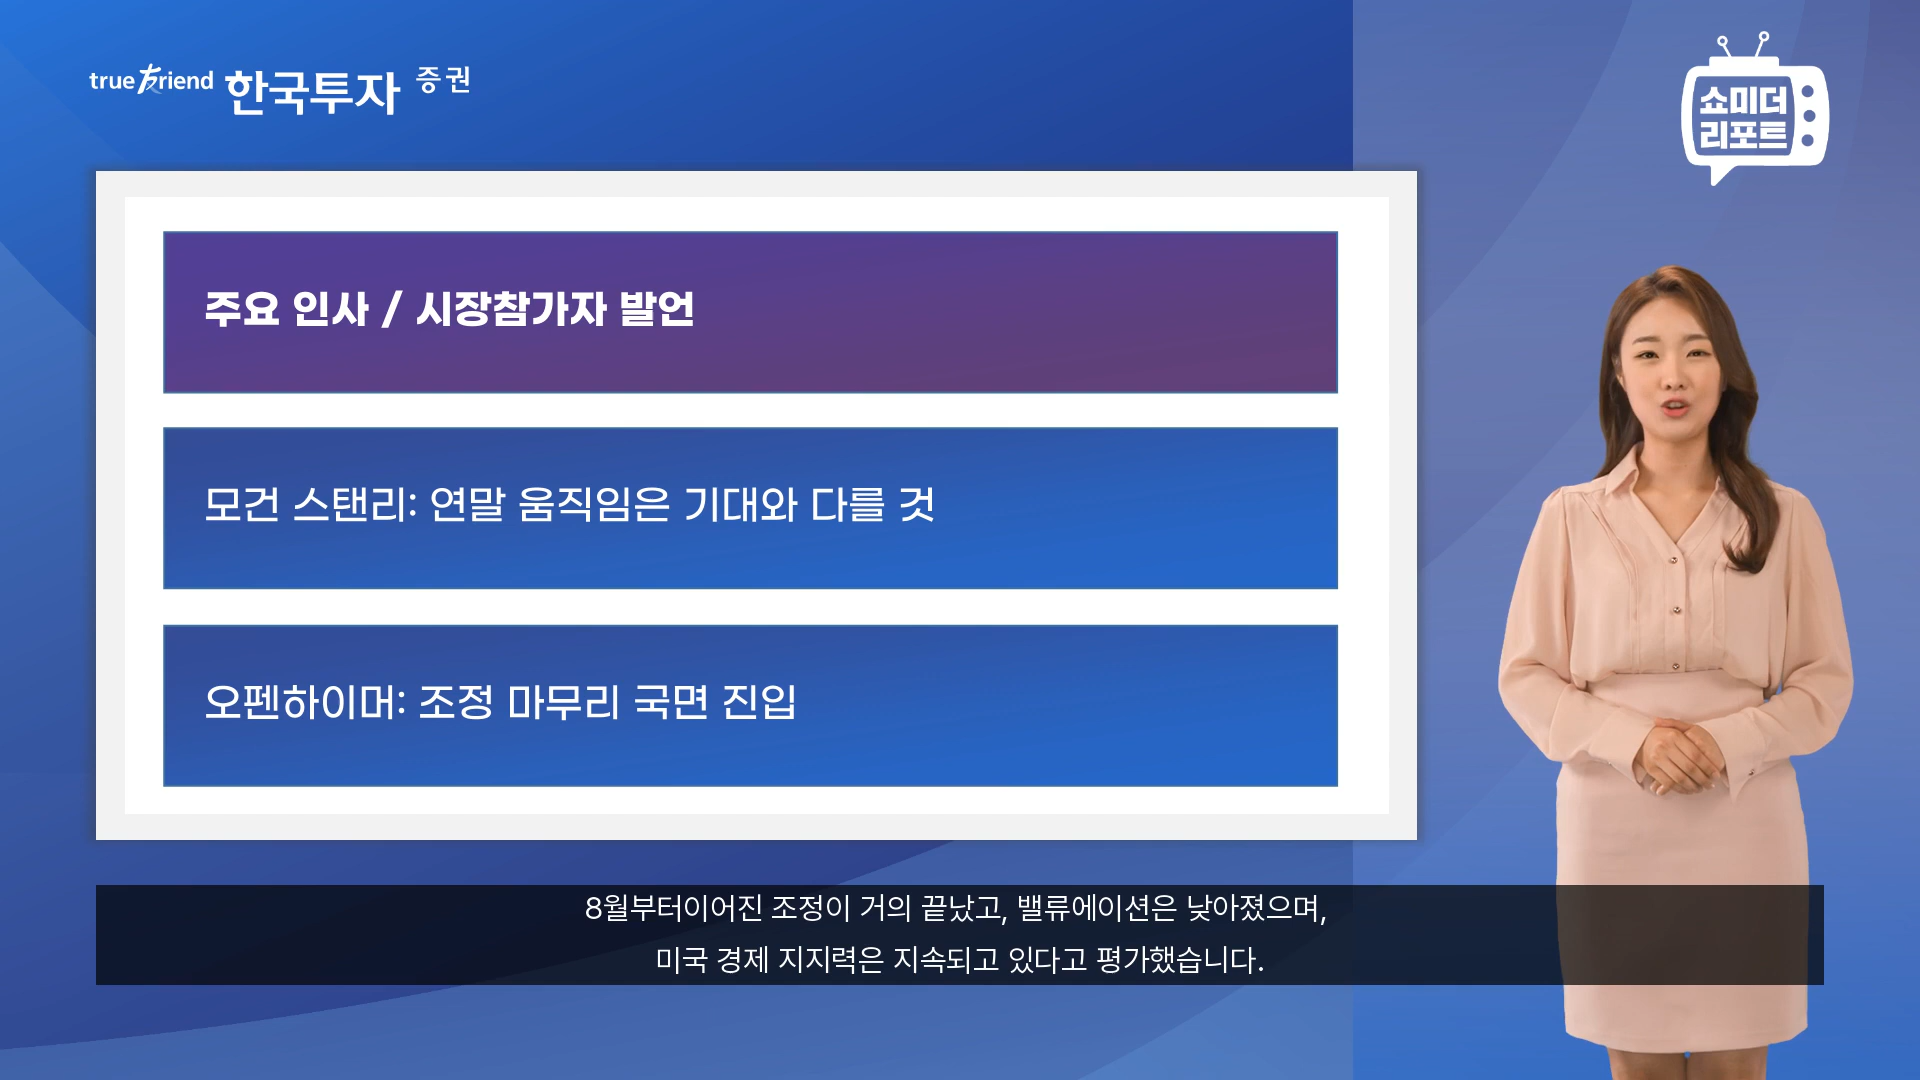 true friend 한국투자 증권
쇼미더
리포트
주요 인사 / 시장참가자 발언
모건 스탠리: 연말 움직임은 기대와 다를 것
오펜하이머: 조정 마무리 국면 진입
8월부터이어진 조정이 거의 끝났고, 밸류에이션은 낮아졌으며,
미국 경제 지지력은 지속되고 있다고 평가했습니다.